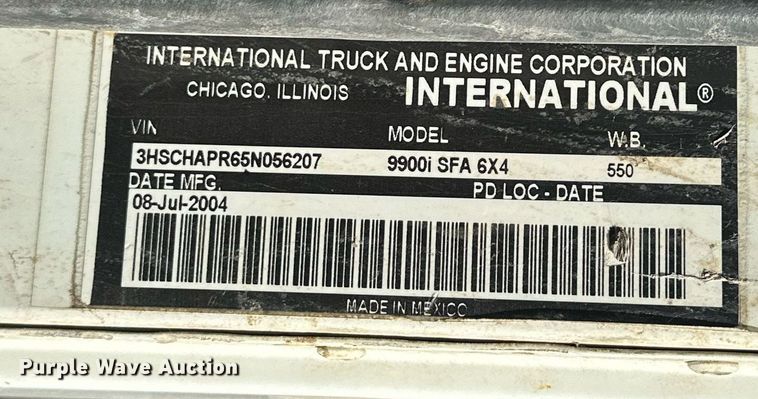 INTERNATIONAL TRUCK AND ENGINE CORPORATION
CHICAGO, ILLINOIS INTERNATIONAL®
VIN MODEL W.B.
3HSCHAPR65N056207 9900i SFA 6X4 550
DATE MFG. PD LOC - DATE
08-Jul-2004
MADE IN MEXICO
Purple Wave Auction